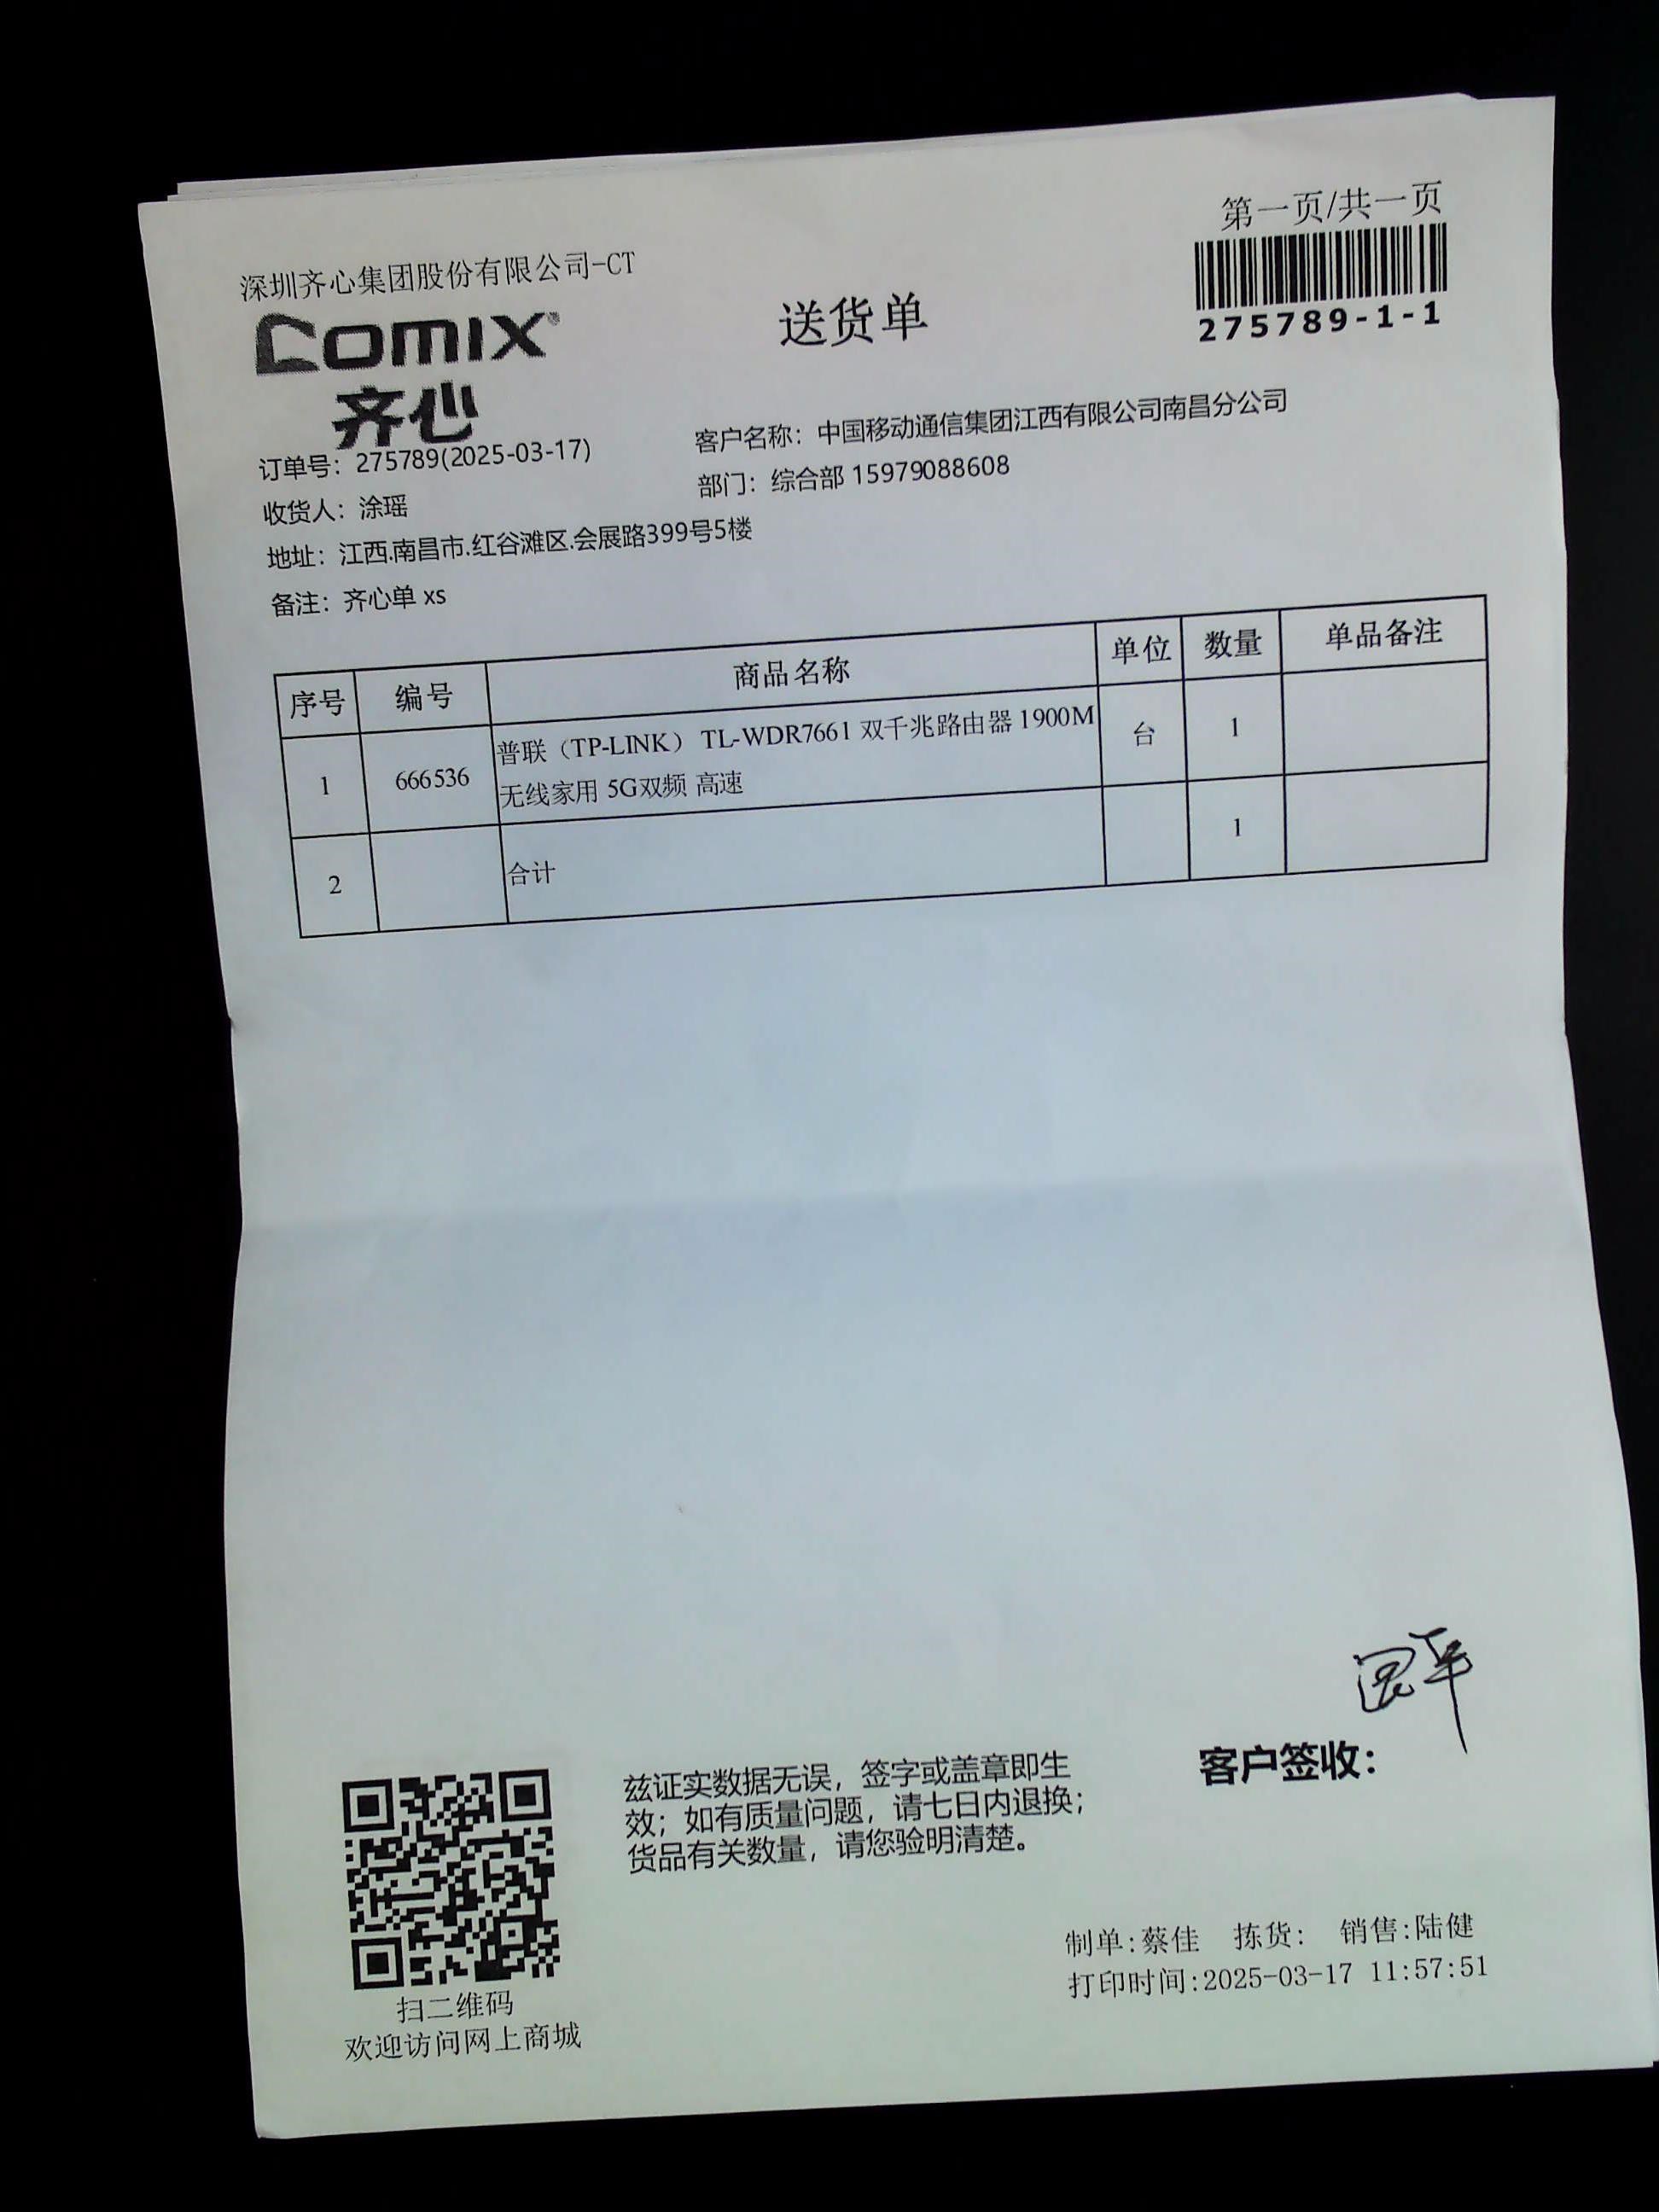 第一页/共一页
深圳齐心集团股份有限公司-CT
comix
齐心
送货单
275789-1-1
订单号：275789(2025-03-17)
客户名称：中国移动通信集团江西有限公司南昌分公司
收货人：涂瑶
部门：综合部 15979088608
地址：江西.南昌市.红谷滩区.会展路399号5楼
备注：齐心单 xs
序号 编号 商品名称 单位 数量 单品备注
1 666536 普联（TP-LINK） TL-WDR7661 双千兆路由器 1900M 台 1
无线家用 5G双频 高速
2 合计 1
客户签收：
兹证实数据无误，签字或盖章即生
效；如有质量问题，请七日内退换；
货品有关数量，请您验明清楚。
制单:蔡佳 拣货: 销售:陆健
打印时间:2025-03-17 11:57:51
扫二维码
欢迎访问网上商城